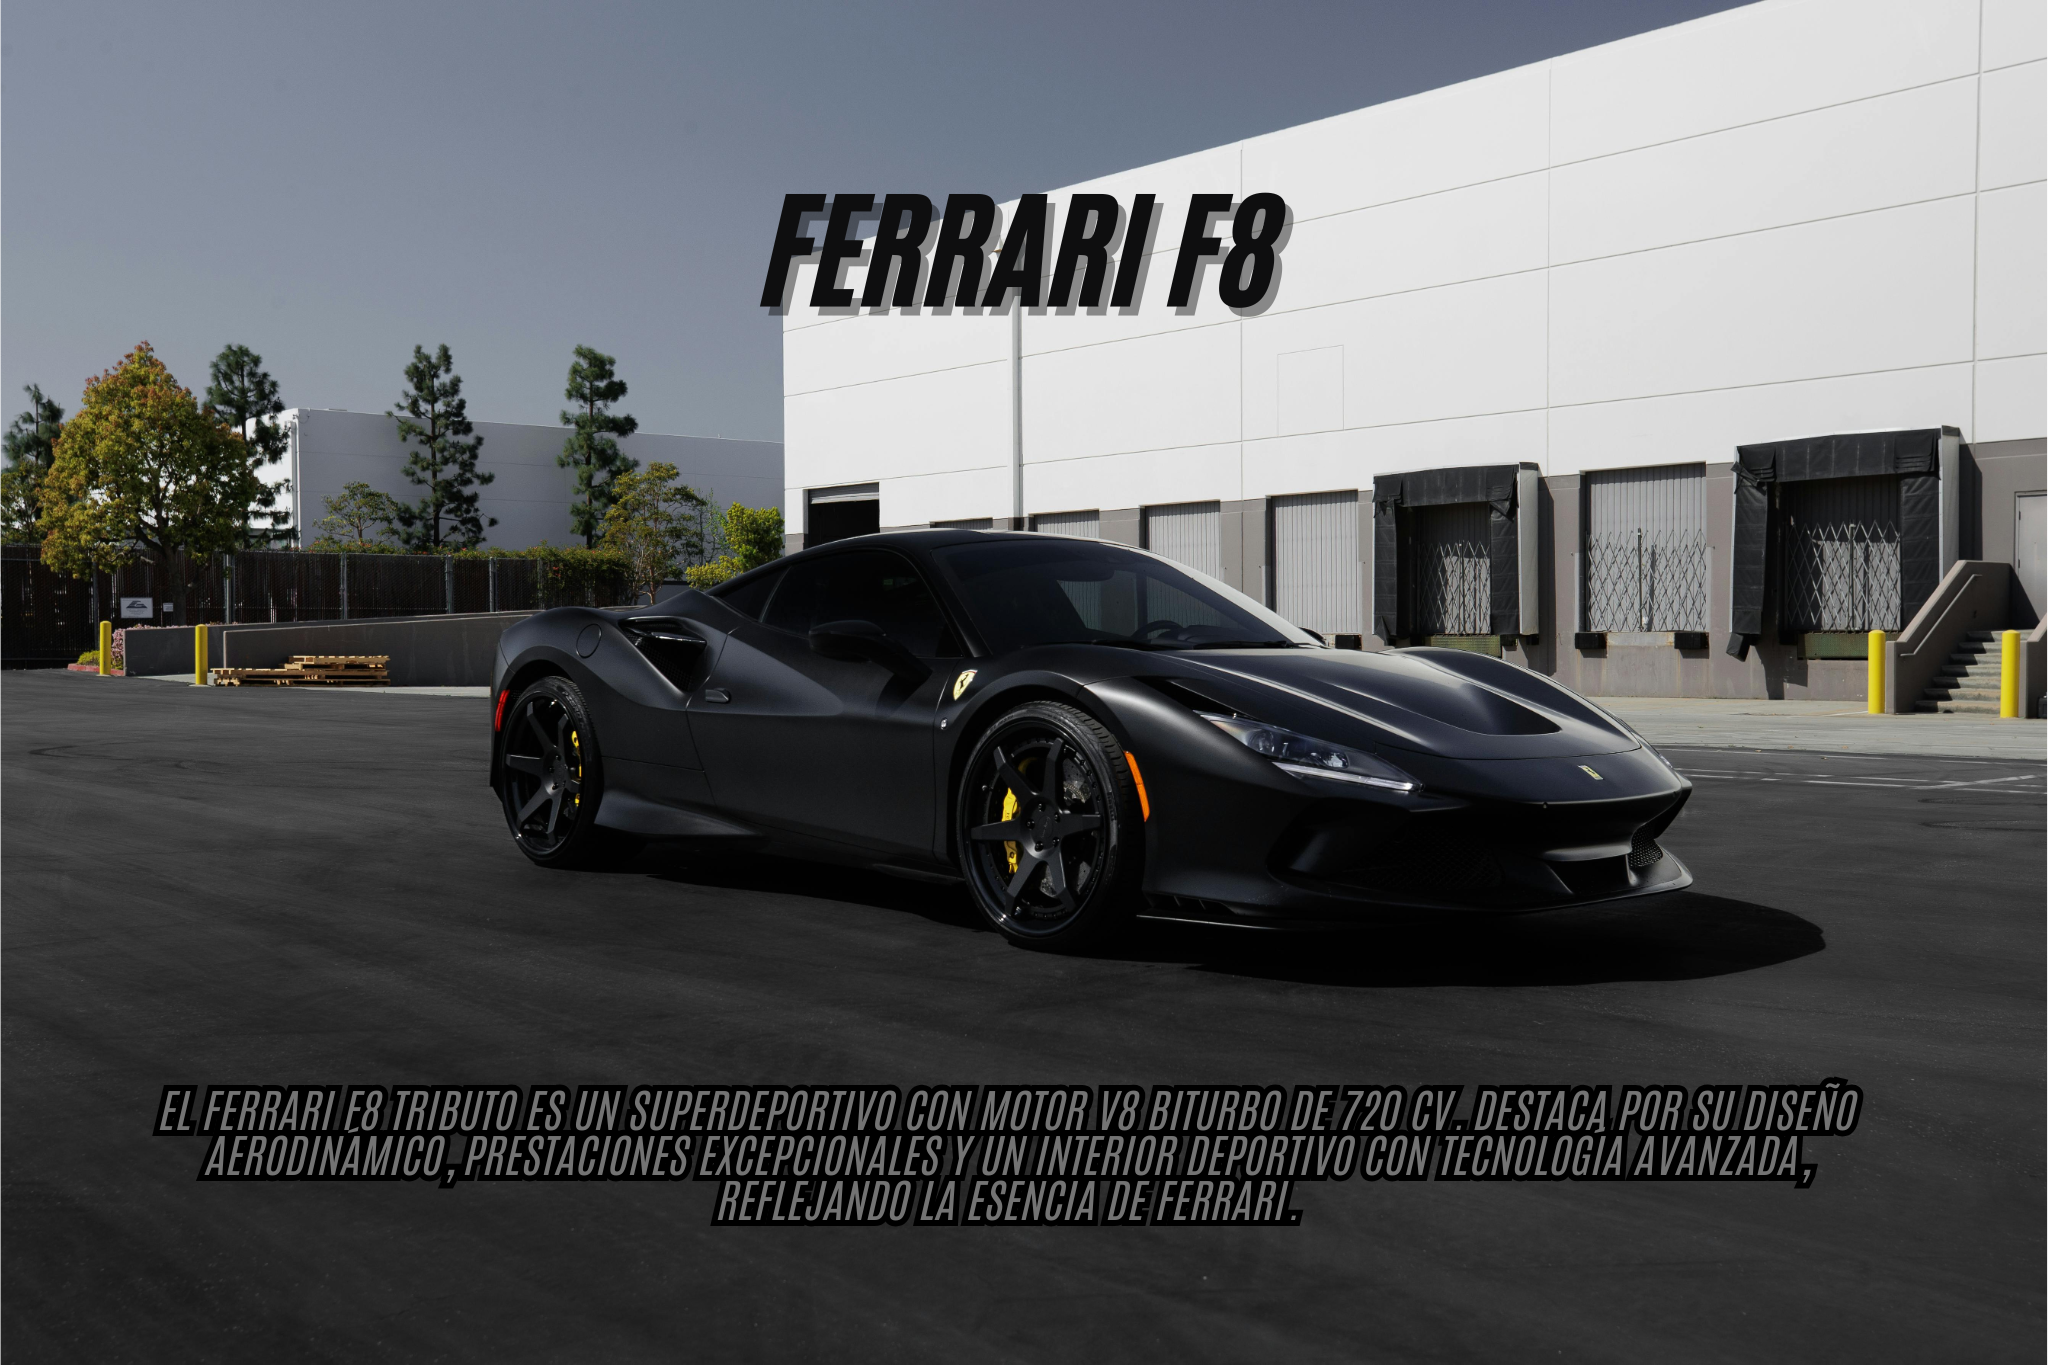 FERRARI F8
EL FERRARI F8 TRIBUTO ES UN SUPERDEPORTIVO CON MOTOR V8 BITURBO DE 720 CV. DESTACA POR SU DISEÑO
AERODINÁMICO, PRESTACIONES EXCEPCIONALES Y UN INTERIOR DEPORTIVO CON TECNOLOGÍA AVANZADA,
REFLEJANDO LA ESENCIA DE FERRARI.